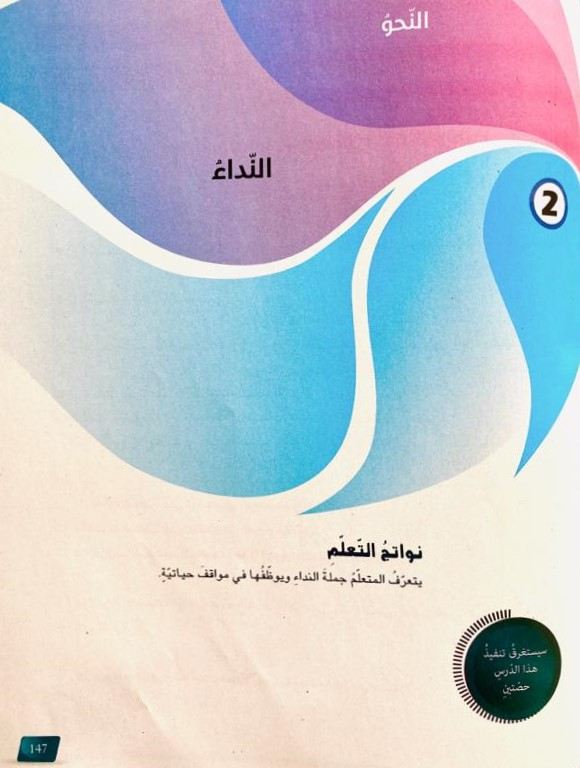 النّحوُ
النّداءُ
2
نواتجُ التّعلّمِ
يتعرّفُ المتعلّمُ جملةَ النداءِ ويوظّفُها في مواقفَ حياتيّةٍ.
سيستغرقُ تنفيذُ
هذا الدّرسِ
حصّتينِ
147